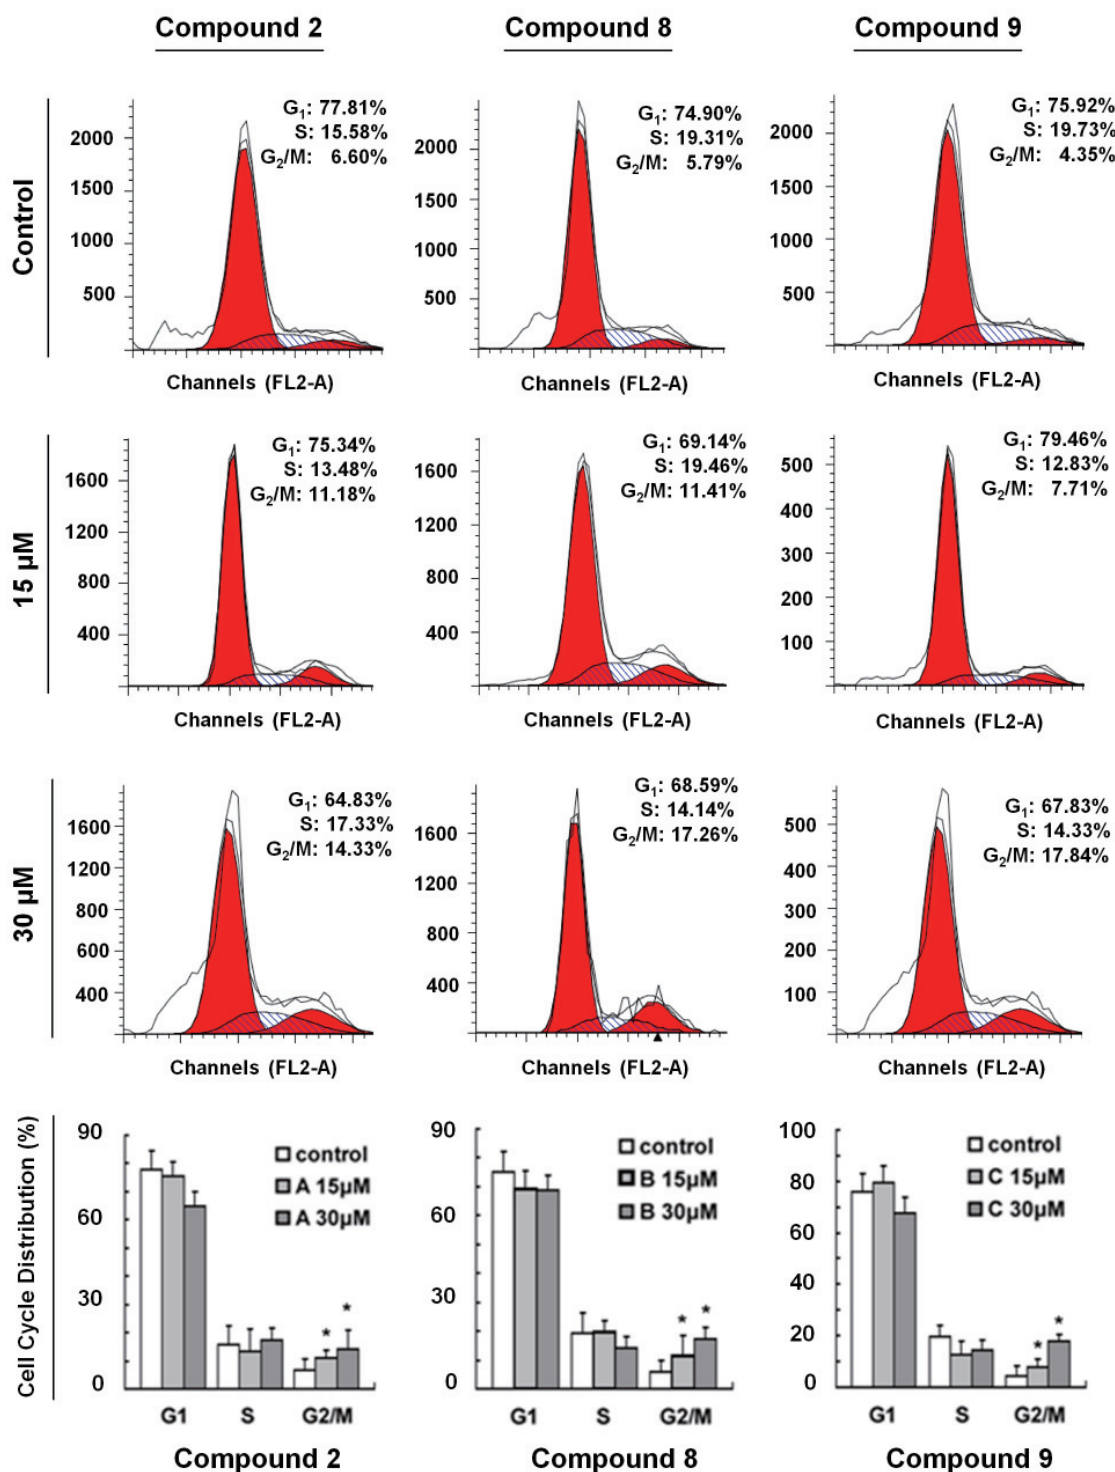 Compound 2
Compound 8
Compound 9
Control
G₁: 77.81%
S: 15.58%
G₂/M: 6.60%
2000
1500
1000
500
Channels (FL2-A)
G₁: 74.90%
S: 19.31%
G₂/M: 5.79%
2000
1500
1000
500
Channels (FL2-A)
G₁: 75.92%
S: 19.73%
G₂/M: 4.35%
2000
1500
1000
500
Channels (FL2-A)
15 µM
G₁: 75.34%
S: 13.48%
G₂/M: 11.18%
1600
1200
800
400
Channels (FL2-A)
G₁: 69.14%
S: 19.46%
G₂/M: 11.41%
1600
1200
800
400
Channels (FL2-A)
G₁: 79.46%
S: 12.83%
G₂/M: 7.71%
500
400
300
200
100
Channels (FL2-A)
30 µM
G₁: 64.83%
S: 17.33%
G₂/M: 14.33%
1600
1200
800
600
400
Channels (FL2-A)
G₁: 68.59%
S: 14.14%
G₂/M: 17.26%
1600
1200
800
400
Channels (FL2-A)
G₁: 67.83%
S: 14.33%
G₂/M: 17.84%
500
400
300
200
100
Channels (FL2-A)
Cell Cycle Distribution (%)
90
60
30
0
control
A 15µM
A 30µM
* *
G1 S G2/M
Compound 2
90
60
30
0
control
B 15µM
B 30µM
* *
G1 S G2/M
Compound 8
100
80
60
40
20
0
control
C 15µM
C 30µM
* *
G1 S G2/M
Compound 9